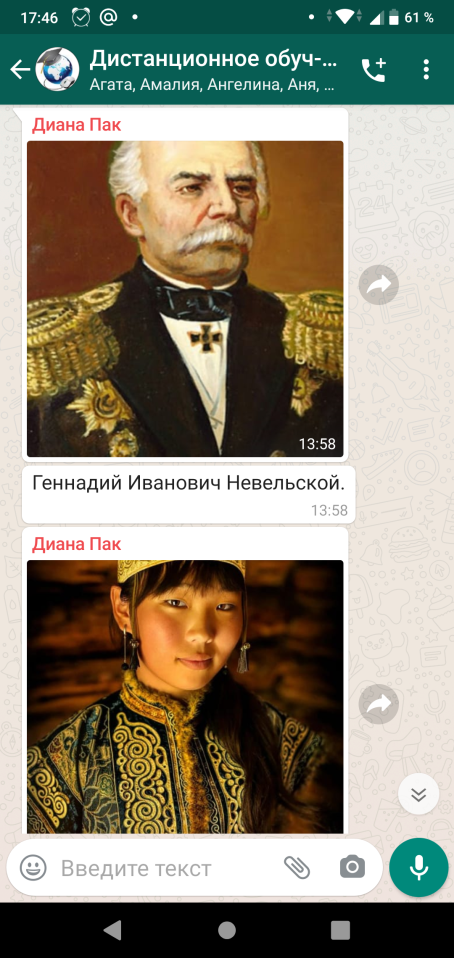 17:46
61 %
Дистанционное обуч-...
Агата, Амалия, Ангелина, Аня, ...
Диана Пак
13:58
Геннадий Иванович Невельской.
13:58
Диана Пак
Введите текст